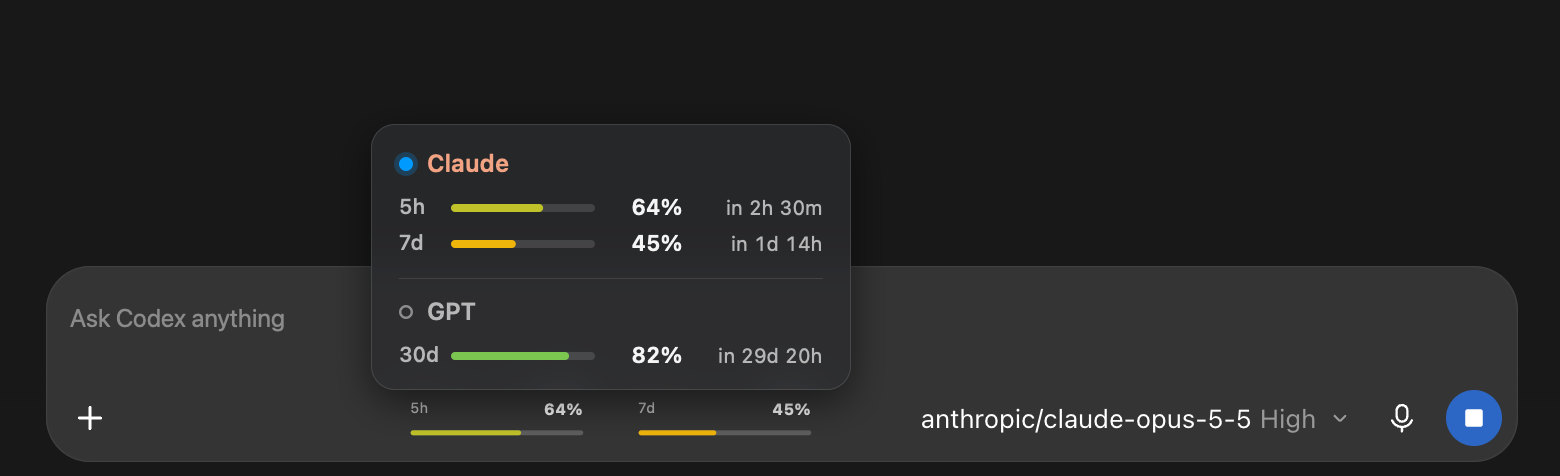 Claude
5h 64% in 2h 30m
7d 45% in 1d 14h
GPT
30d 82% in 29d 20h
Ask Codex anything
5h 64% 7d 45%
anthropic/claude-opus-5-5 High